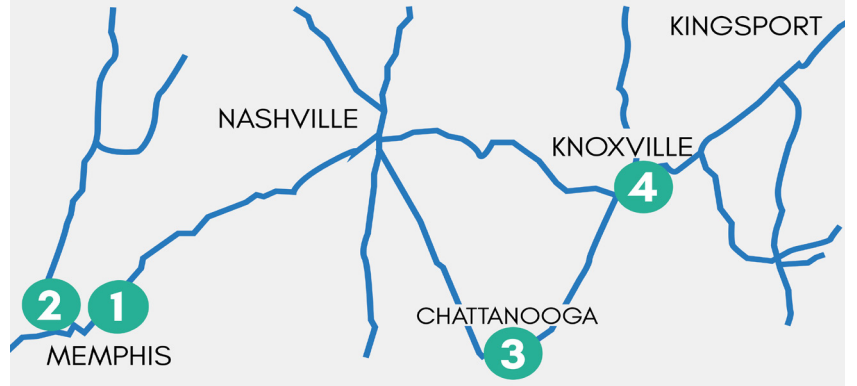 KINGSPORT
NASHVILLE
KNOXVILLE
4
2
1
CHATTANOOGA
MEMPHIS
3